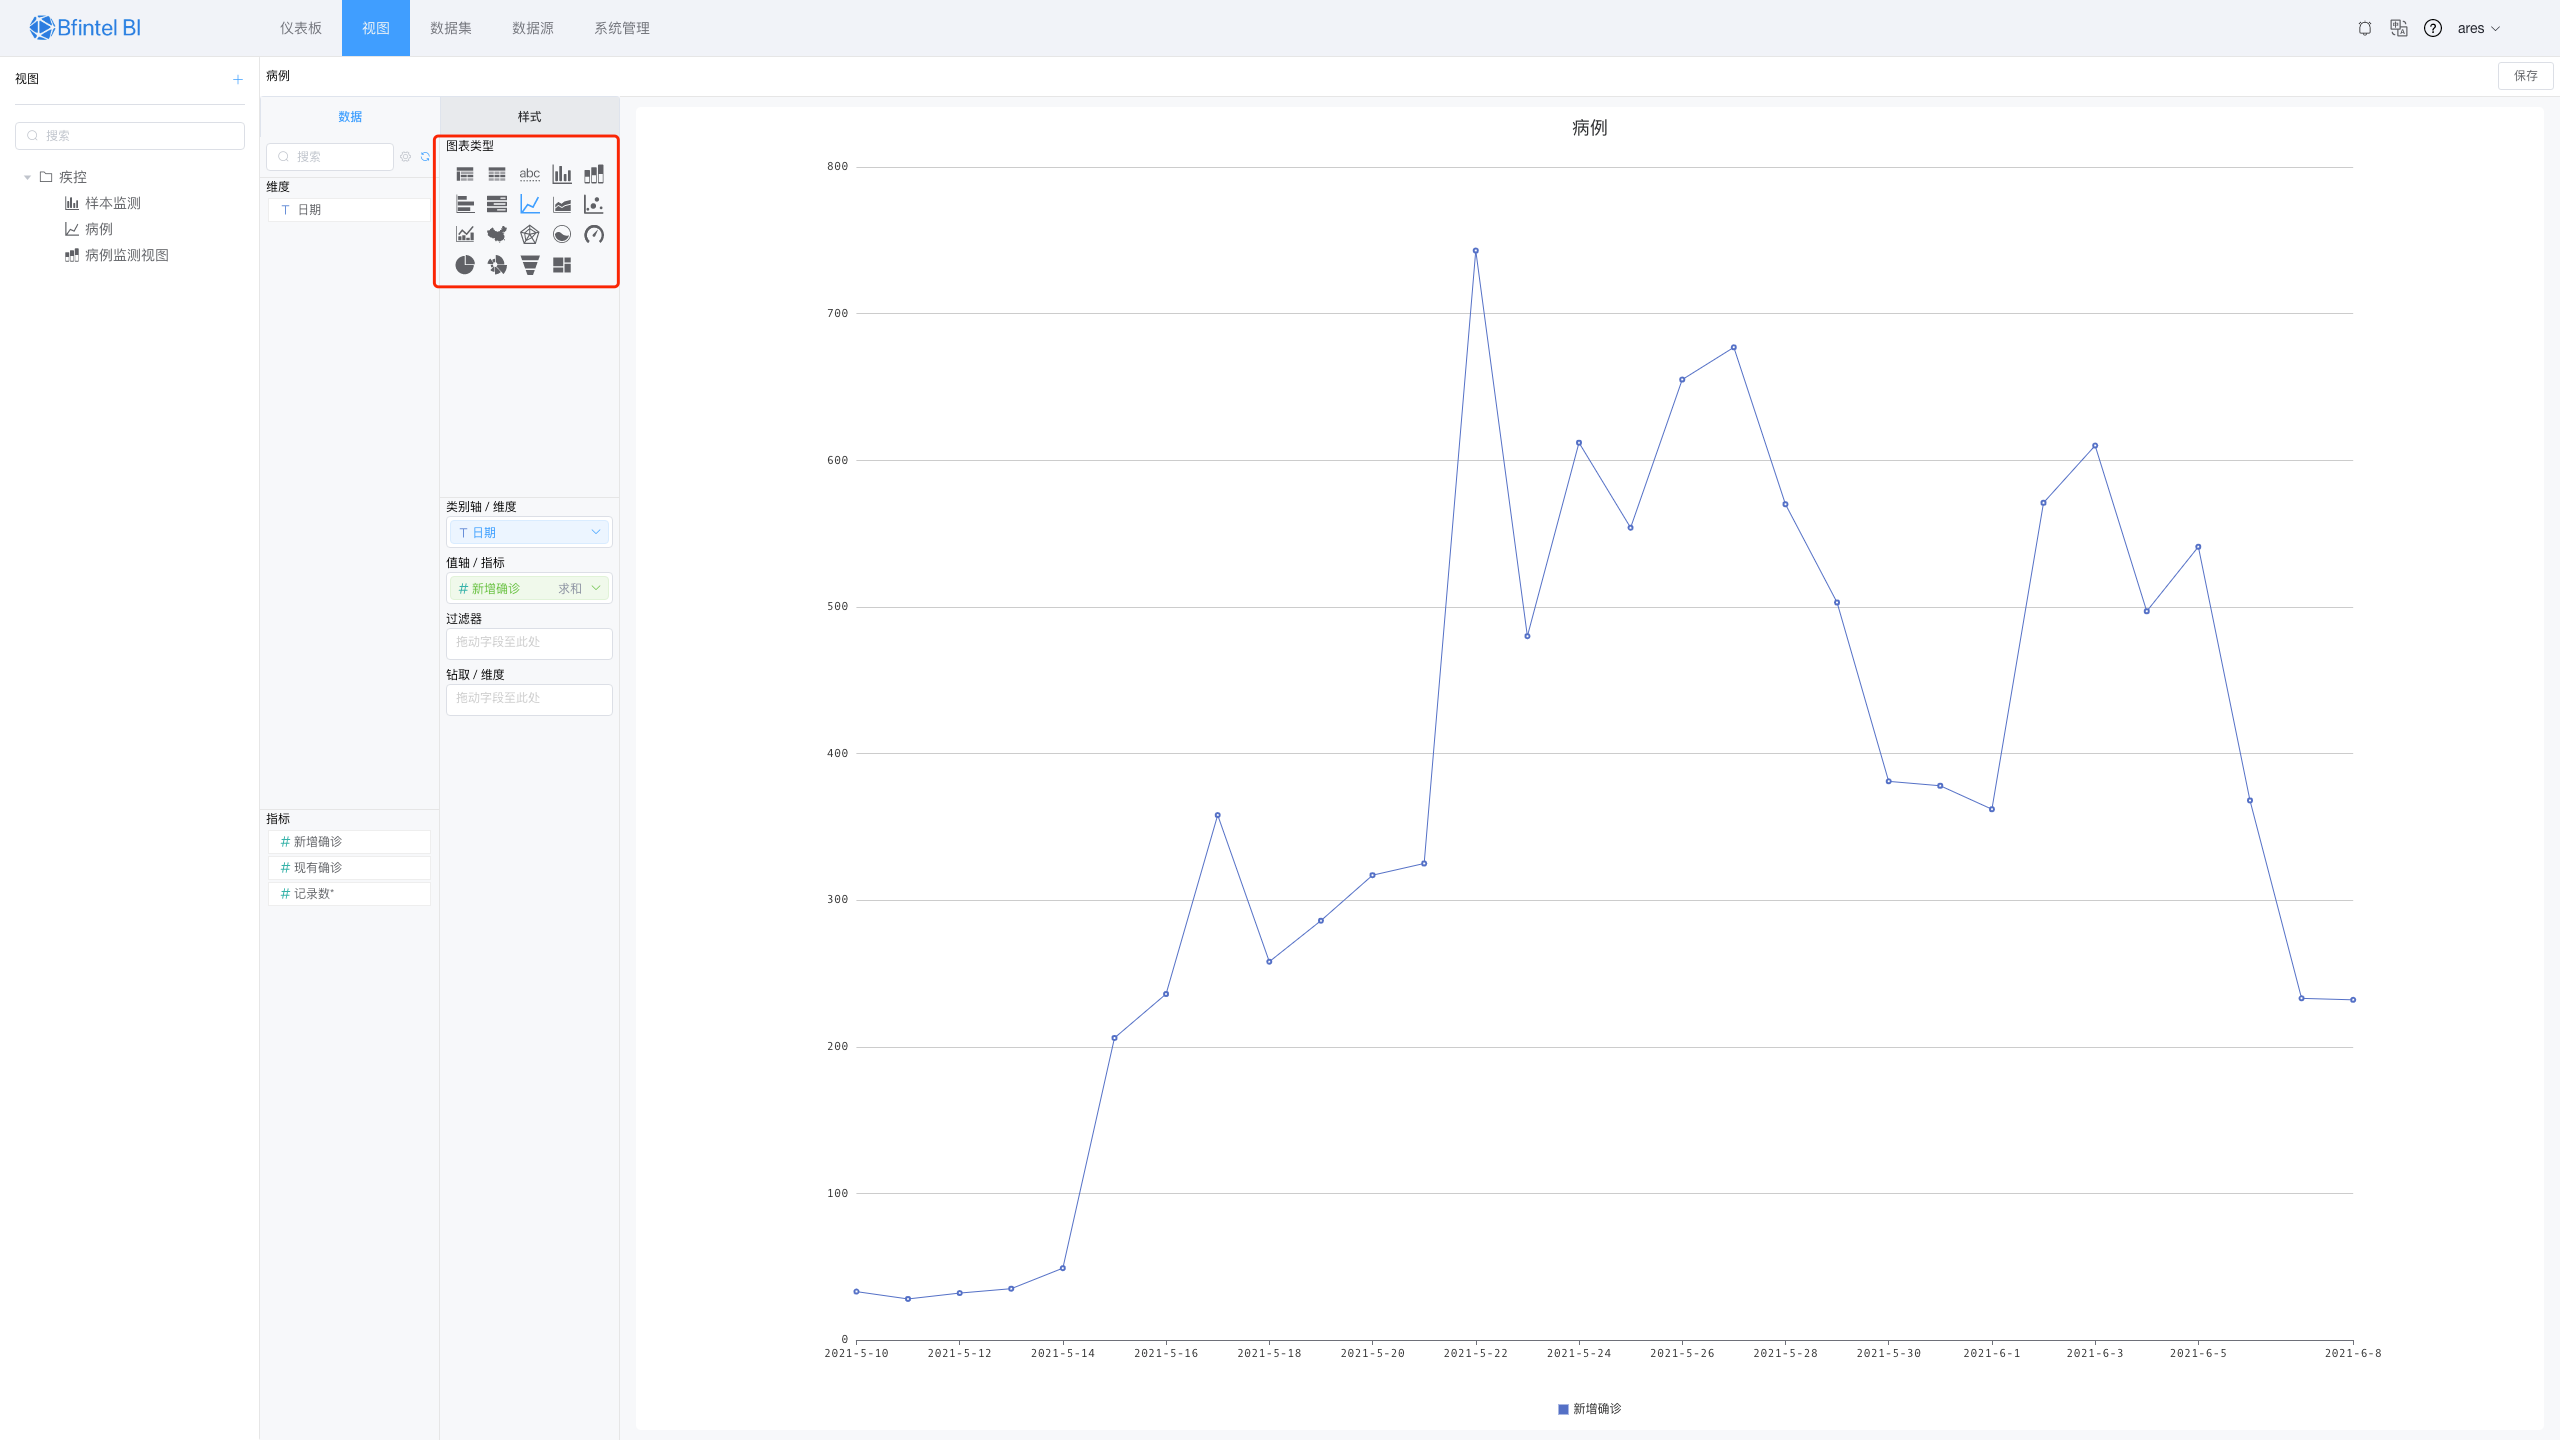 Bfintel BI
仪表板
视图
数据集
数据源
系统管理
ares
视图
搜索
疾控
样本监测
病例
病例监测视图
病例
保存
数据
样式
搜索
维度
T 日期
指标
# 新增确诊
# 现有确诊
# 记录数*
图表类型
abc
类别轴 / 维度
T 日期
值轴 / 指标
# 新增确诊 求和
过滤器
拖动字段至此处
钻取 / 维度
拖动字段至此处
病例
800
700
600
500
400
300
200
100
0
2021-5-10 2021-5-12 2021-5-14 2021-5-16 2021-5-18 2021-5-20 2021-5-22 2021-5-24 2021-5-26 2021-5-28 2021-5-30 2021-6-1 2021-6-3 2021-6-5 2021-6-8
新增确诊